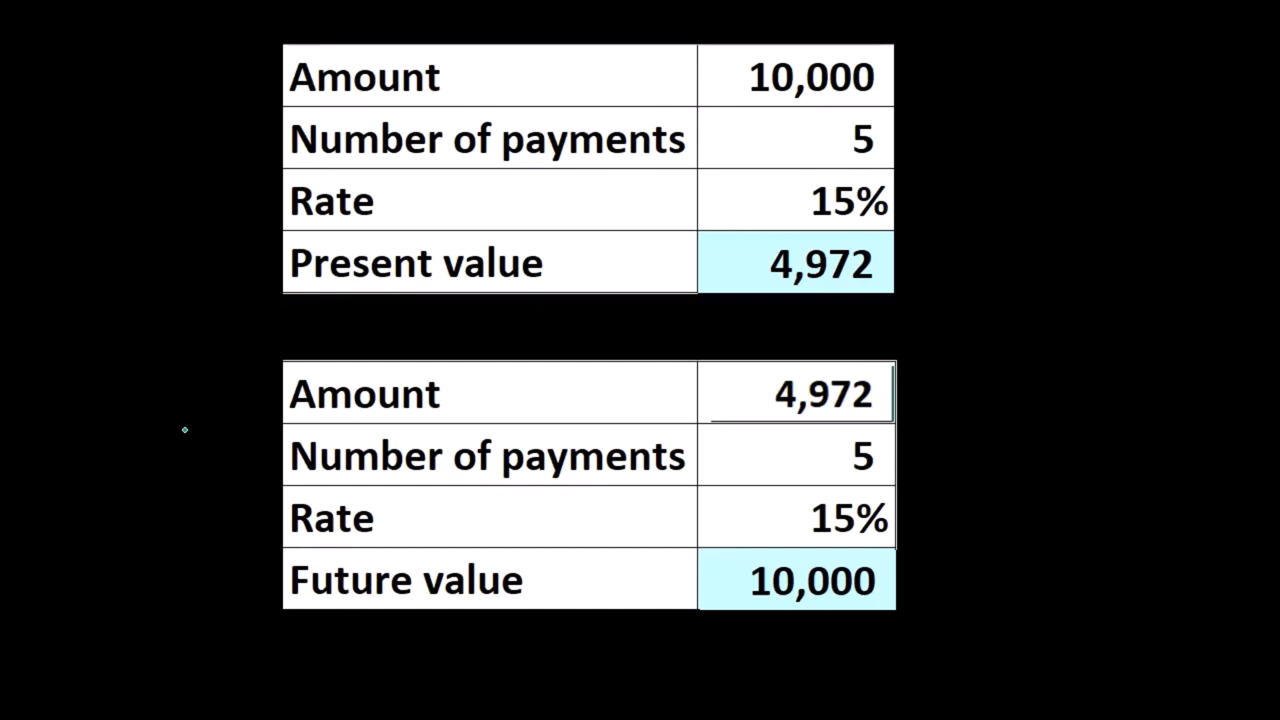 Amount 10,000
Number of payments 5
Rate 15%
Present value 4,972
Amount 4,972
Number of payments 5
Rate 15%
Future value 10,000